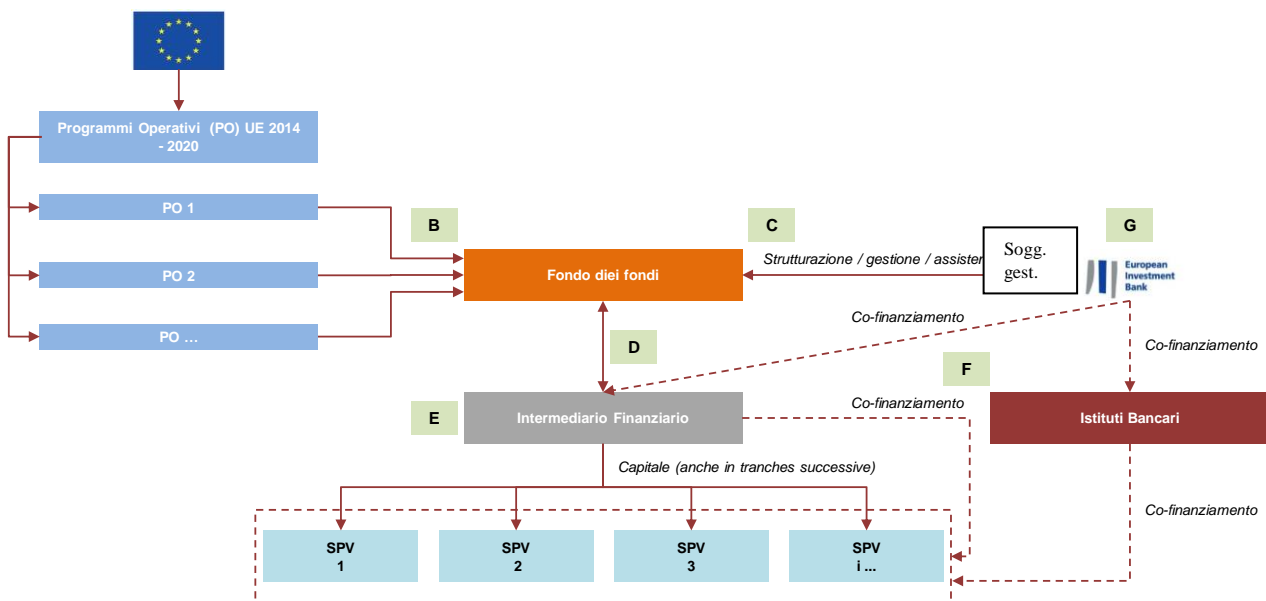 Programmi Operativi (PO) UE 2014
- 2020
PO 1
PO 2
PO ...
B
C
G
Strutturazione / gestione / assisten
Sogg.
gest.
European
Investment
Bank
Fondo diei fondi
Co-finanziamento
Co-finanziamento
D
F
E
Intermediario Finanziario
Co-finanziamento
Istituti Bancari
Capitale (anche in tranches successive)
Co-finanziamento
SPV
1
SPV
2
SPV
3
SPV
i ...